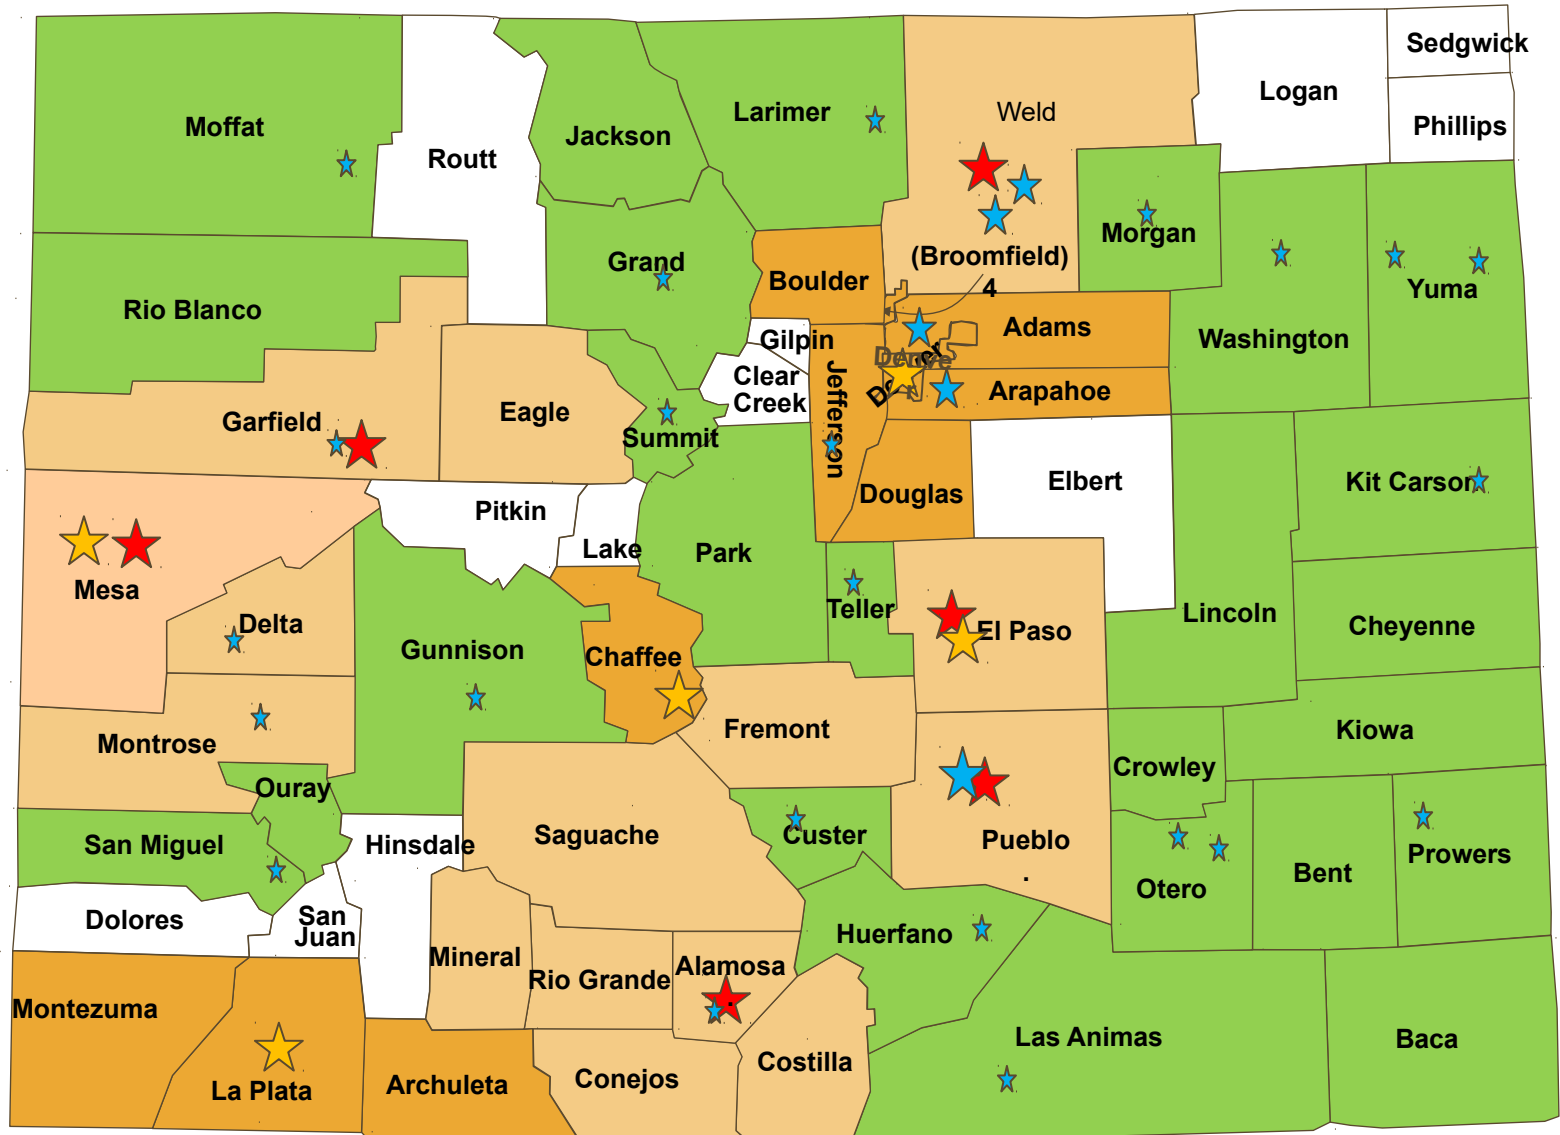 Sedgwick
Logan
Weld
Larimer
Phillips
Moffat
Jackson
Routt
Morgan
(Broomfield)
4
Grand
Boulder
Yuma
Rio Blanco
Adams
Washington
Gilpin
Denver
Clear
Creek
Jefferson
Arapahoe
Eagle
Garfield
Summit
Elbert
Kit Carson
Douglas
Pitkin
Lake
Park
Mesa
Teller
Lincoln
Delta
El Paso
Cheyenne
Gunnison
Chaffee
Fremont
Kiowa
Montrose
Crowley
Ouray
Saguache
Custer
Pueblo
.
San Miguel
Hinsdale
Prowers
Bent
Otero
Dolores
San
Juan
Huerfano
Mineral
Alamosa
Rio Grande
Montezuma
Las Animas
Baca
Costilla
Conejos
Archuleta
La Plata